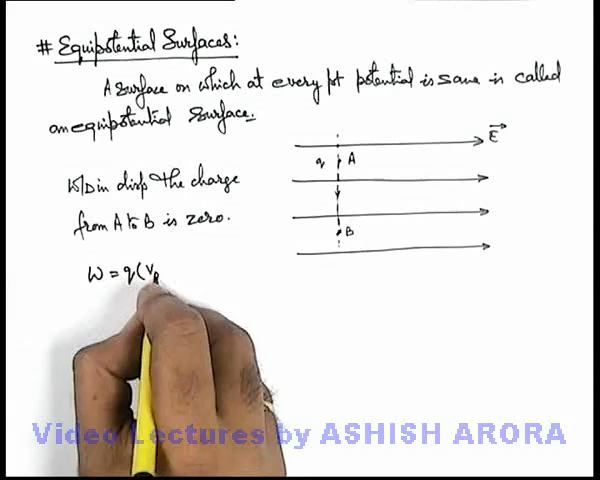 # Equipotential Surfaces:
A surface on which at every pt potential is same is called
an equipotential surface.
E
q A
W/D in disp the charge
from A to B is zero.
B
W = q(V
Video Lectures by ASHISH ARORA